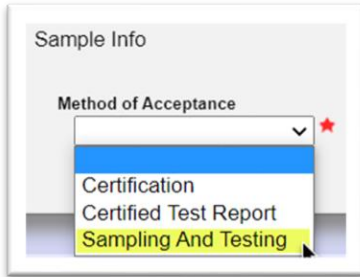 Sample Info
Method of Acceptance
Certification
Certified Test Report
Sampling And Testing